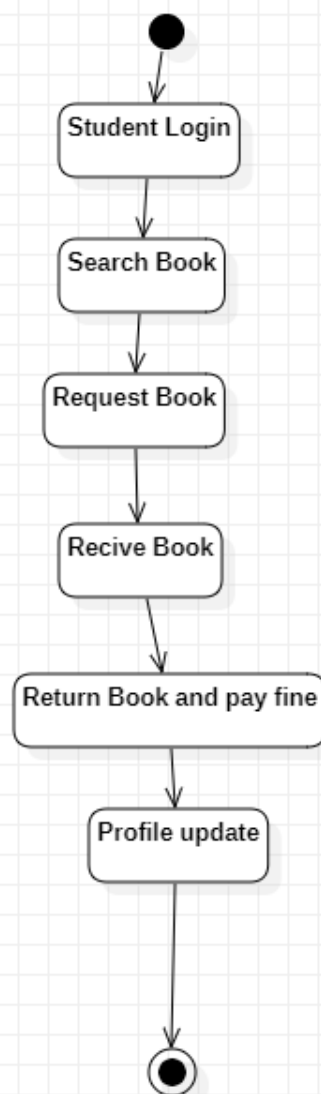 Student Login
Search Book
Request Book
Recive Book
Return Book and pay fine
Profile update